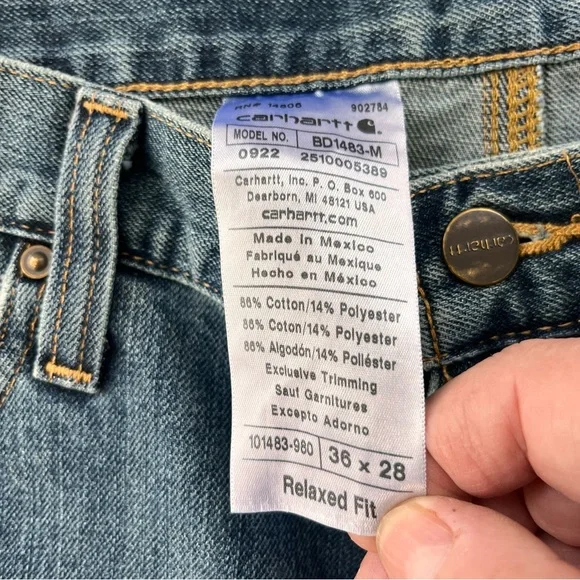 RN# 14806 902784
carhartt
MODEL NO. BD1483-M
0922 2510005389
Carhartt, Inc. P. O. Box 600
Dearborn, MI 48121 USA
carhartt.com
Made in Mexico
Fabriqué au Mexique
Hecho en México
86% Cotton/14% Polyester
86% Coton/14% Polyester
86% Algodón/14% Poliéster
Exclusive Trimming
Sauf Garnitures
Excepto Adorno
101483-980 36 x 28
Relaxed Fit
carhartt